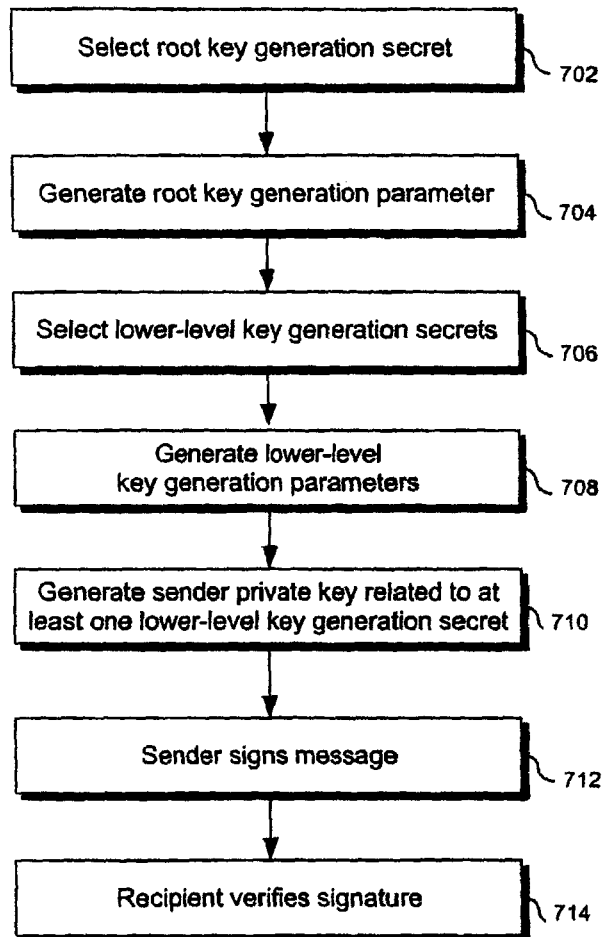 Select root key generation secret
702
Generate root key generation parameter
704
Select lower-level key generation secrets
706
Generate lower-level
key generation parameters
708
Generate sender private key related to at
least one lower-level key generation secret
710
Sender signs message
712
Recipient verifies signature
714